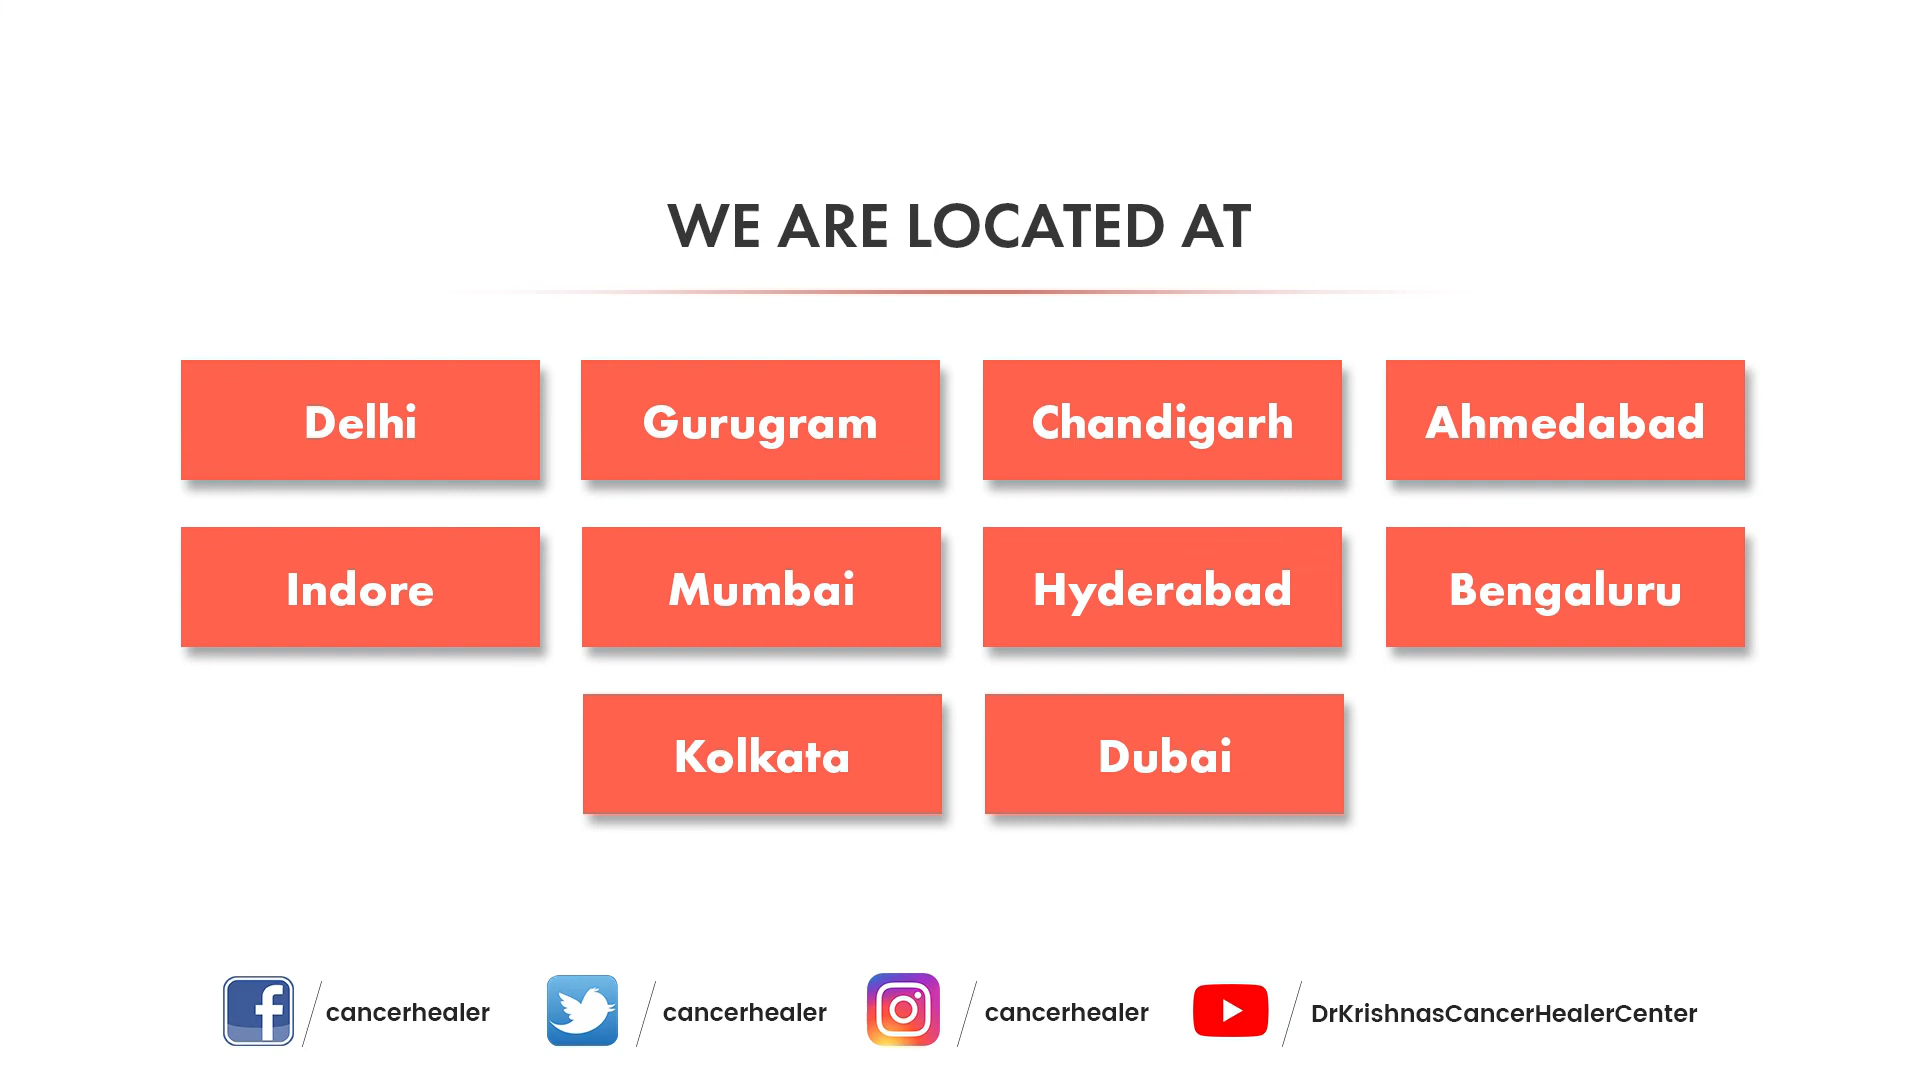 WE ARE LOCATED AT
Delhi Gurugram Chandigarh Ahmedabad
Indore Mumbai Hyderabad Bengaluru
Kolkata Dubai
cancerhealer cancerhealer cancerhealer DrKrishnasCancerHealerCenter